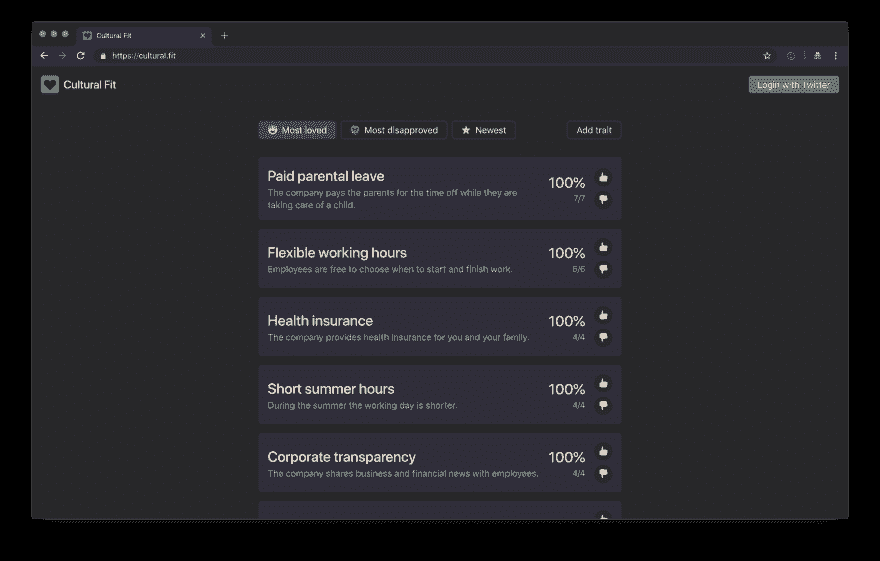 Cultural Fit
https://cultural.fit
Cultural Fit
Login with Twitter
Most loved
Most disapproved
Newest
Add trait
Paid parental leave
100%
The company pays the parents for the time off while they are
taking care of a child.
7/7
Flexible working hours
100%
Employees are free to choose when to start and finish work.
6/6
Health insurance
100%
The company provides health insurance for you and your family.
4/4
Short summer hours
100%
During the summer the working day is shorter.
4/4
Corporate transparency
100%
The company shares business and financial news with employees.
4/4